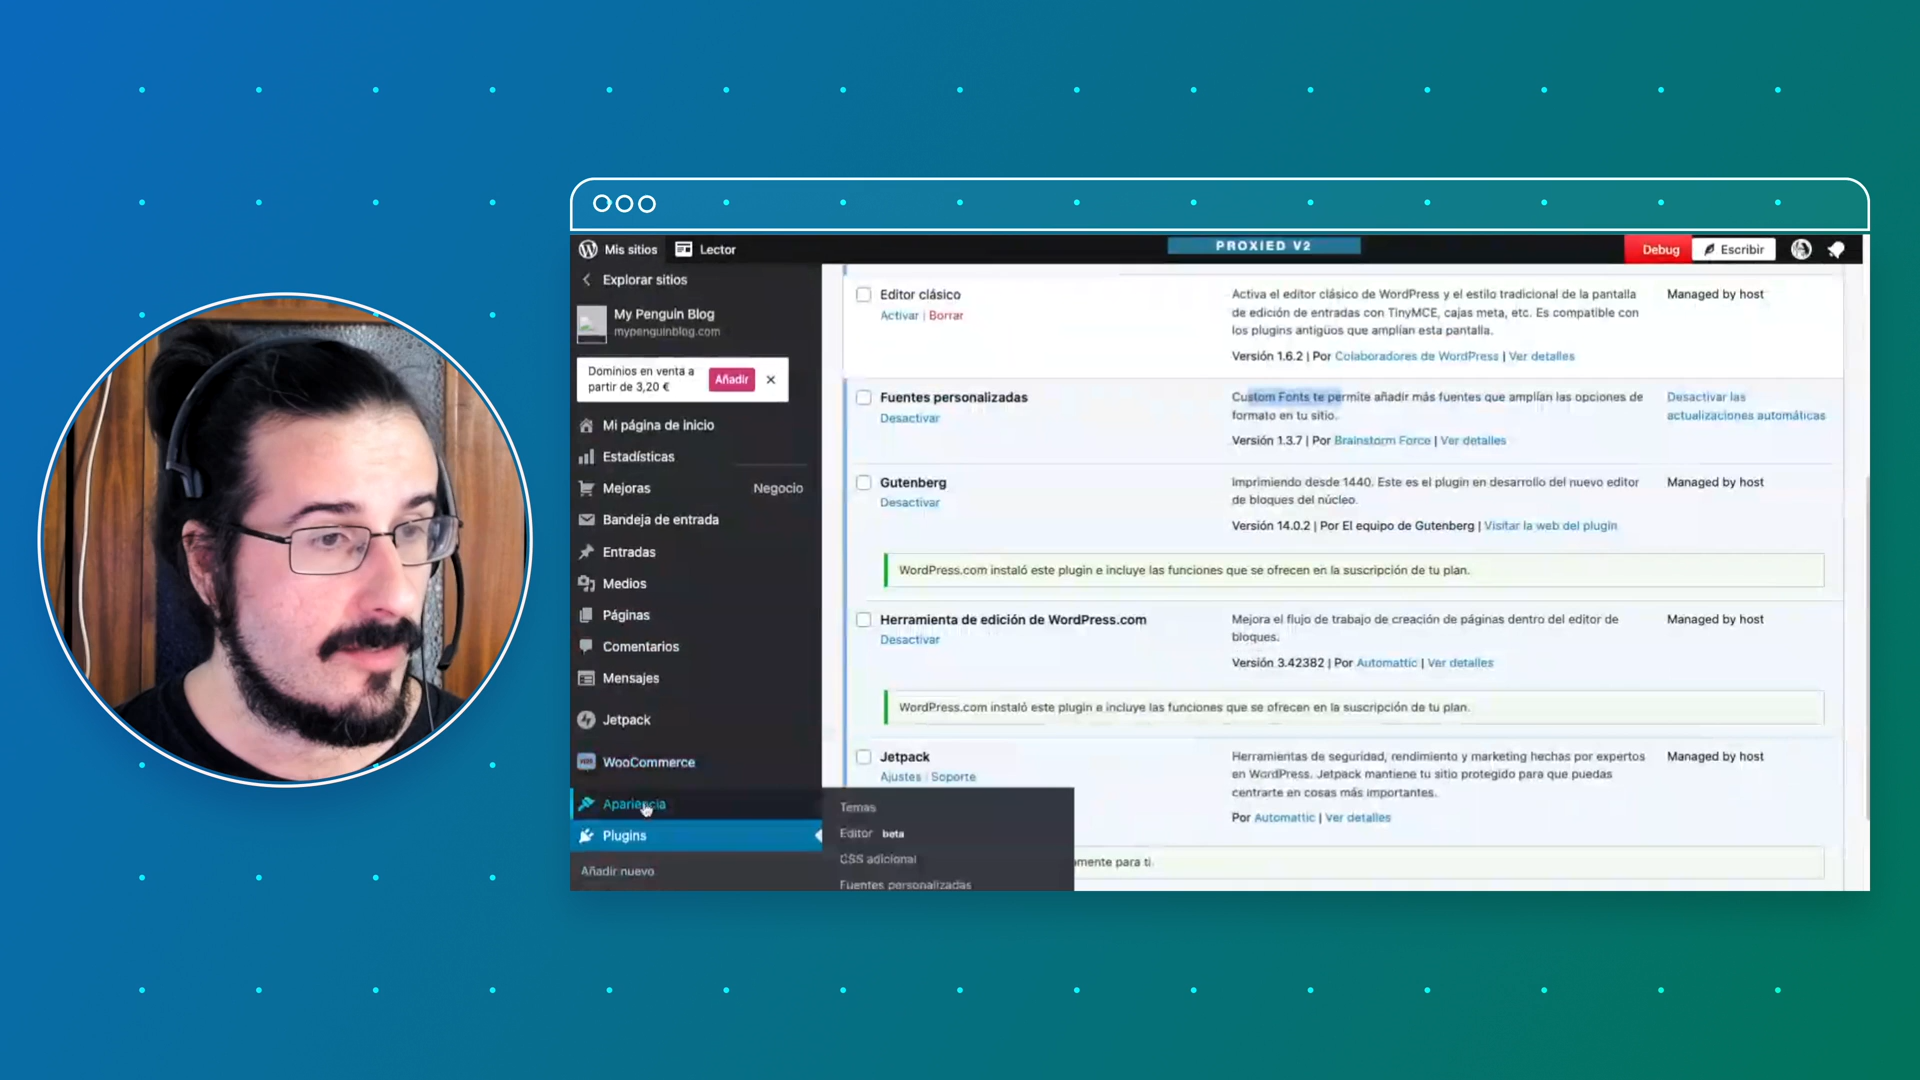 Mis sitios
Lector
PROXIED V2
Debug
Escribir
Explorar sitios
My Penguin Blog
mypenguinblog.com
Dominios en venta a
partir de 3,20 €
Añadir
Mi página de inicio
Estadísticas
Mejoras
Negocio
Bandeja de entrada
Entradas
Medios
Páginas
Comentarios
Mensajes
Jetpack
WooCommerce
Apariencia
Plugins
Añadir nuevo
Temas
Editor beta
CSS adicional
Fuentes personalizadas
Editor clásico
Activar | Borrar
Activa el editor clásico de WordPress y el estilo tradicional de la pantalla
de edición de entradas con TinyMCE, cajas meta, etc. Es compatible con
los plugins antigüos que amplían esta pantalla.
Versión 1.6.2 | Por Colaboradores de WordPress | Ver detalles
Managed by host
Fuentes personalizadas
Desactivar
Custom Fonts te permite añadir más fuentes que amplían las opciones de
formato en tu sitio.
Versión 1.3.7 | Por Brainstorm Force | Ver detalles
Desactivar las
actualizaciones automáticas
Gutenberg
Desactivar
Imprimiendo desde 1440. Este es el plugin en desarrollo del nuevo editor
de bloques del núcleo.
Versión 14.0.2 | Por El equipo de Gutenberg | Visitar la web del plugin
Managed by host
WordPress.com instaló este plugin e incluye las funciones que se ofrecen en la suscripción de tu plan.
Herramienta de edición de WordPress.com
Desactivar
Mejora el flujo de trabajo de creación de páginas dentro del editor de
bloques.
Versión 3.42382 | Por Automattic | Ver detalles
Managed by host
WordPress.com instaló este plugin e incluye las funciones que se ofrecen en la suscripción de tu plan.
Jetpack
Ajustes | Soporte
Herramientas de seguridad, rendimiento y marketing hechas por expertos
en WordPress. Jetpack mantiene tu sitio protegido para que puedas
centrarte en cosas más importantes.
Por Automattic | Ver detalles
Managed by host
amente para ti